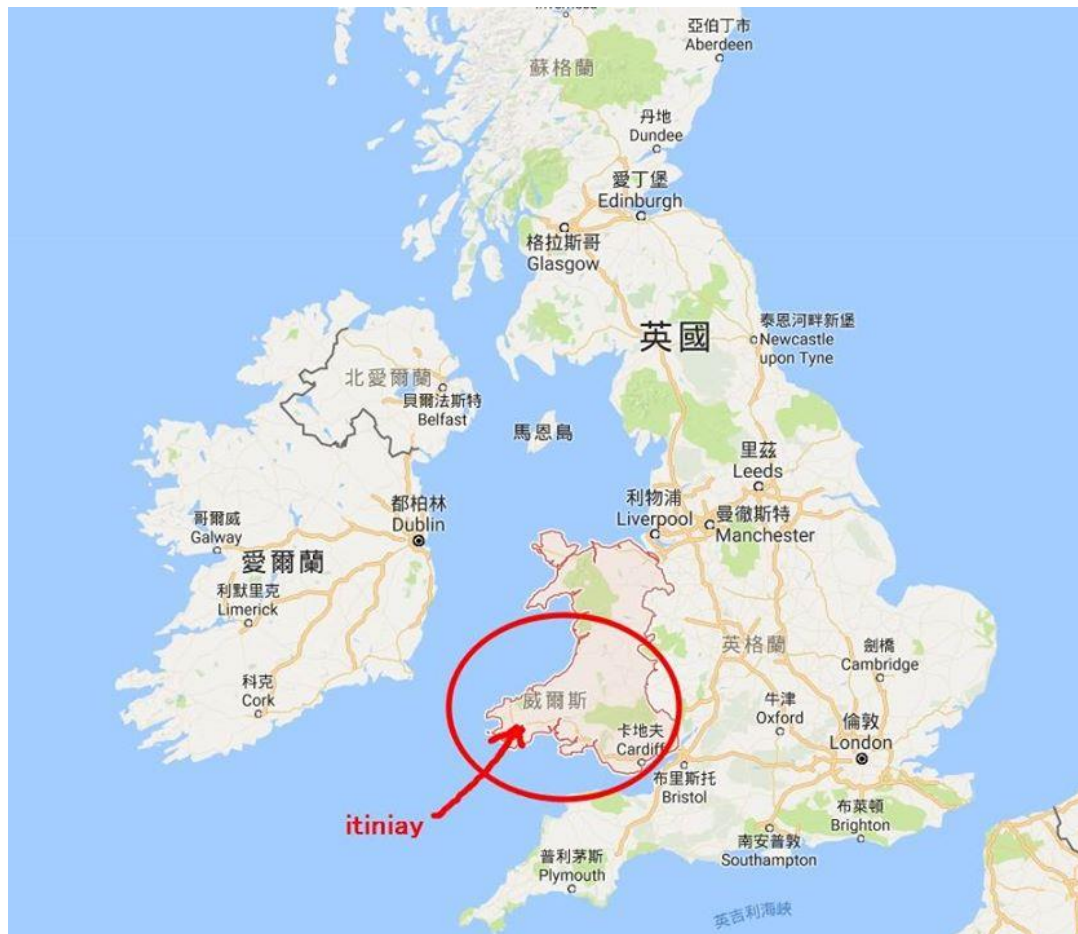 Inverness
亞伯丁市
Aberdeen
蘇格蘭
丹地
Dundee
愛丁堡
Edinburgh
格拉斯哥
Glasgow
英國
泰恩河畔新堡
Newcastle
upon Tyne
北愛爾蘭
貝爾法斯特
Belfast
馬恩島
里茲
Leeds
利物浦
Liverpool
曼徹斯特
Manchester
都柏林
Dublin
哥爾威
Galway
愛爾蘭
利默里克
Limerick
科克
Cork
英格蘭
劍橋
Cambridge
威爾斯
牛津
Oxford
卡地夫
Cardiff
倫敦
London
布里斯托
Bristol
itiniay
布萊頓
Brighton
南安普敦
Southampton
普利茅斯
Plymouth
英吉利海峽